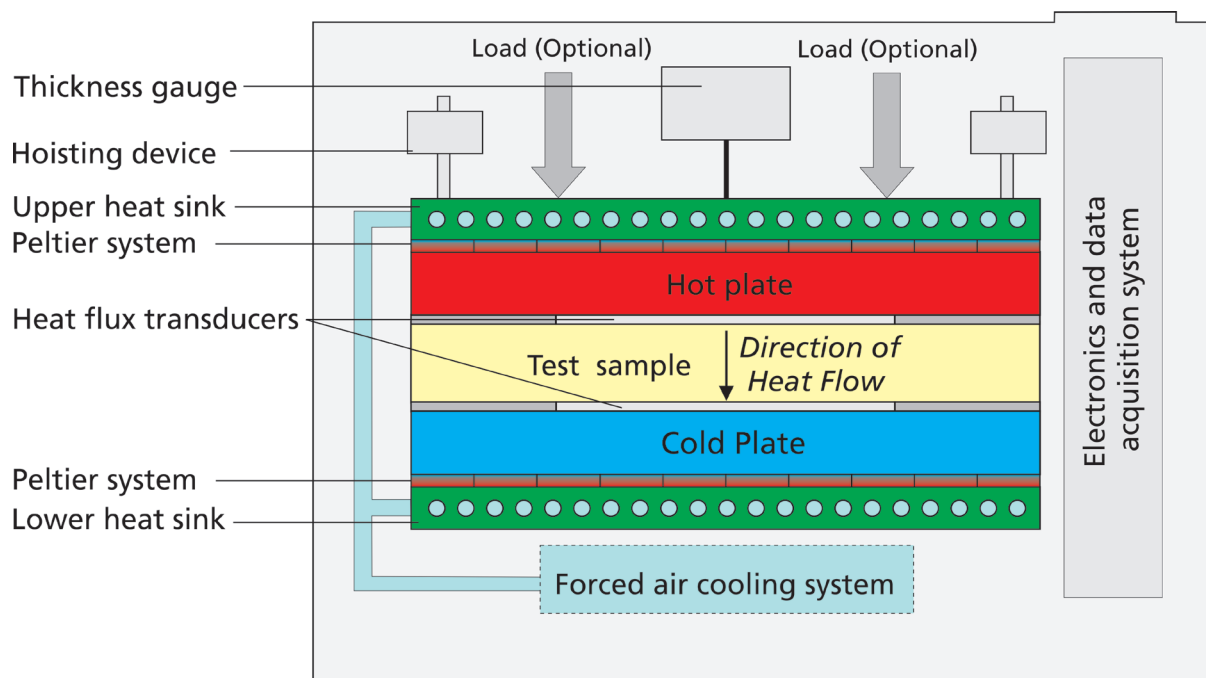 Load (Optional)
Load (Optional)
Thickness gauge
Hoisting device
Upper heat sink
Peltier system
Hot plate
Heat flux transducers
Test sample
Direction of
Heat Flow
Cold Plate
Peltier system
Lower heat sink
Forced air cooling system
Electronics and data
acquisition system